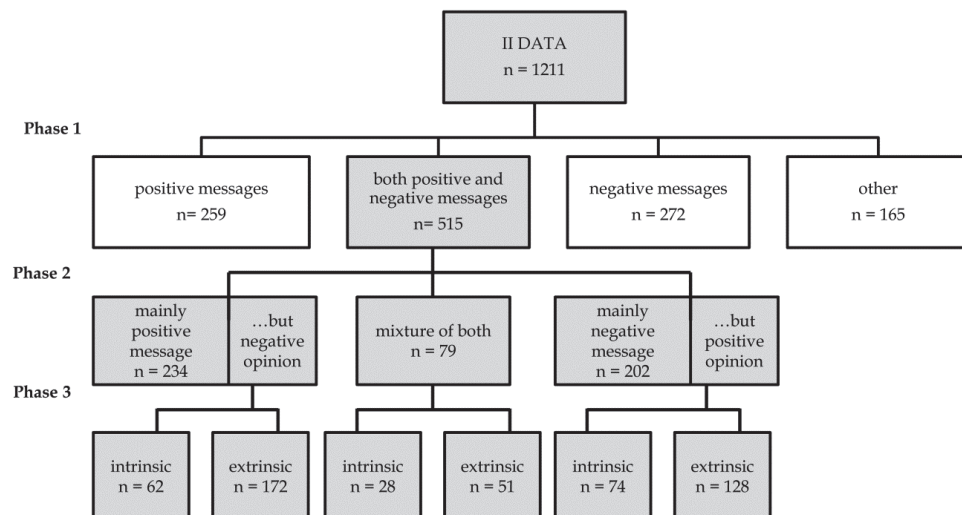 II DATA
n = 1211
Phase 1
positive messages
n= 259
both positive and
negative messages
n= 515
negative messages
n = 272
other
n = 165
Phase 2
mainly
positive
message
n = 234
...but
negative
opinion
mixture of both
n = 79
mainly
negative
message
n = 202
...but
positive
opinion
Phase 3
intrinsic
n = 62
extrinsic
n = 172
intrinsic
n = 28
extrinsic
n = 51
intrinsic
n = 74
extrinsic
n = 128